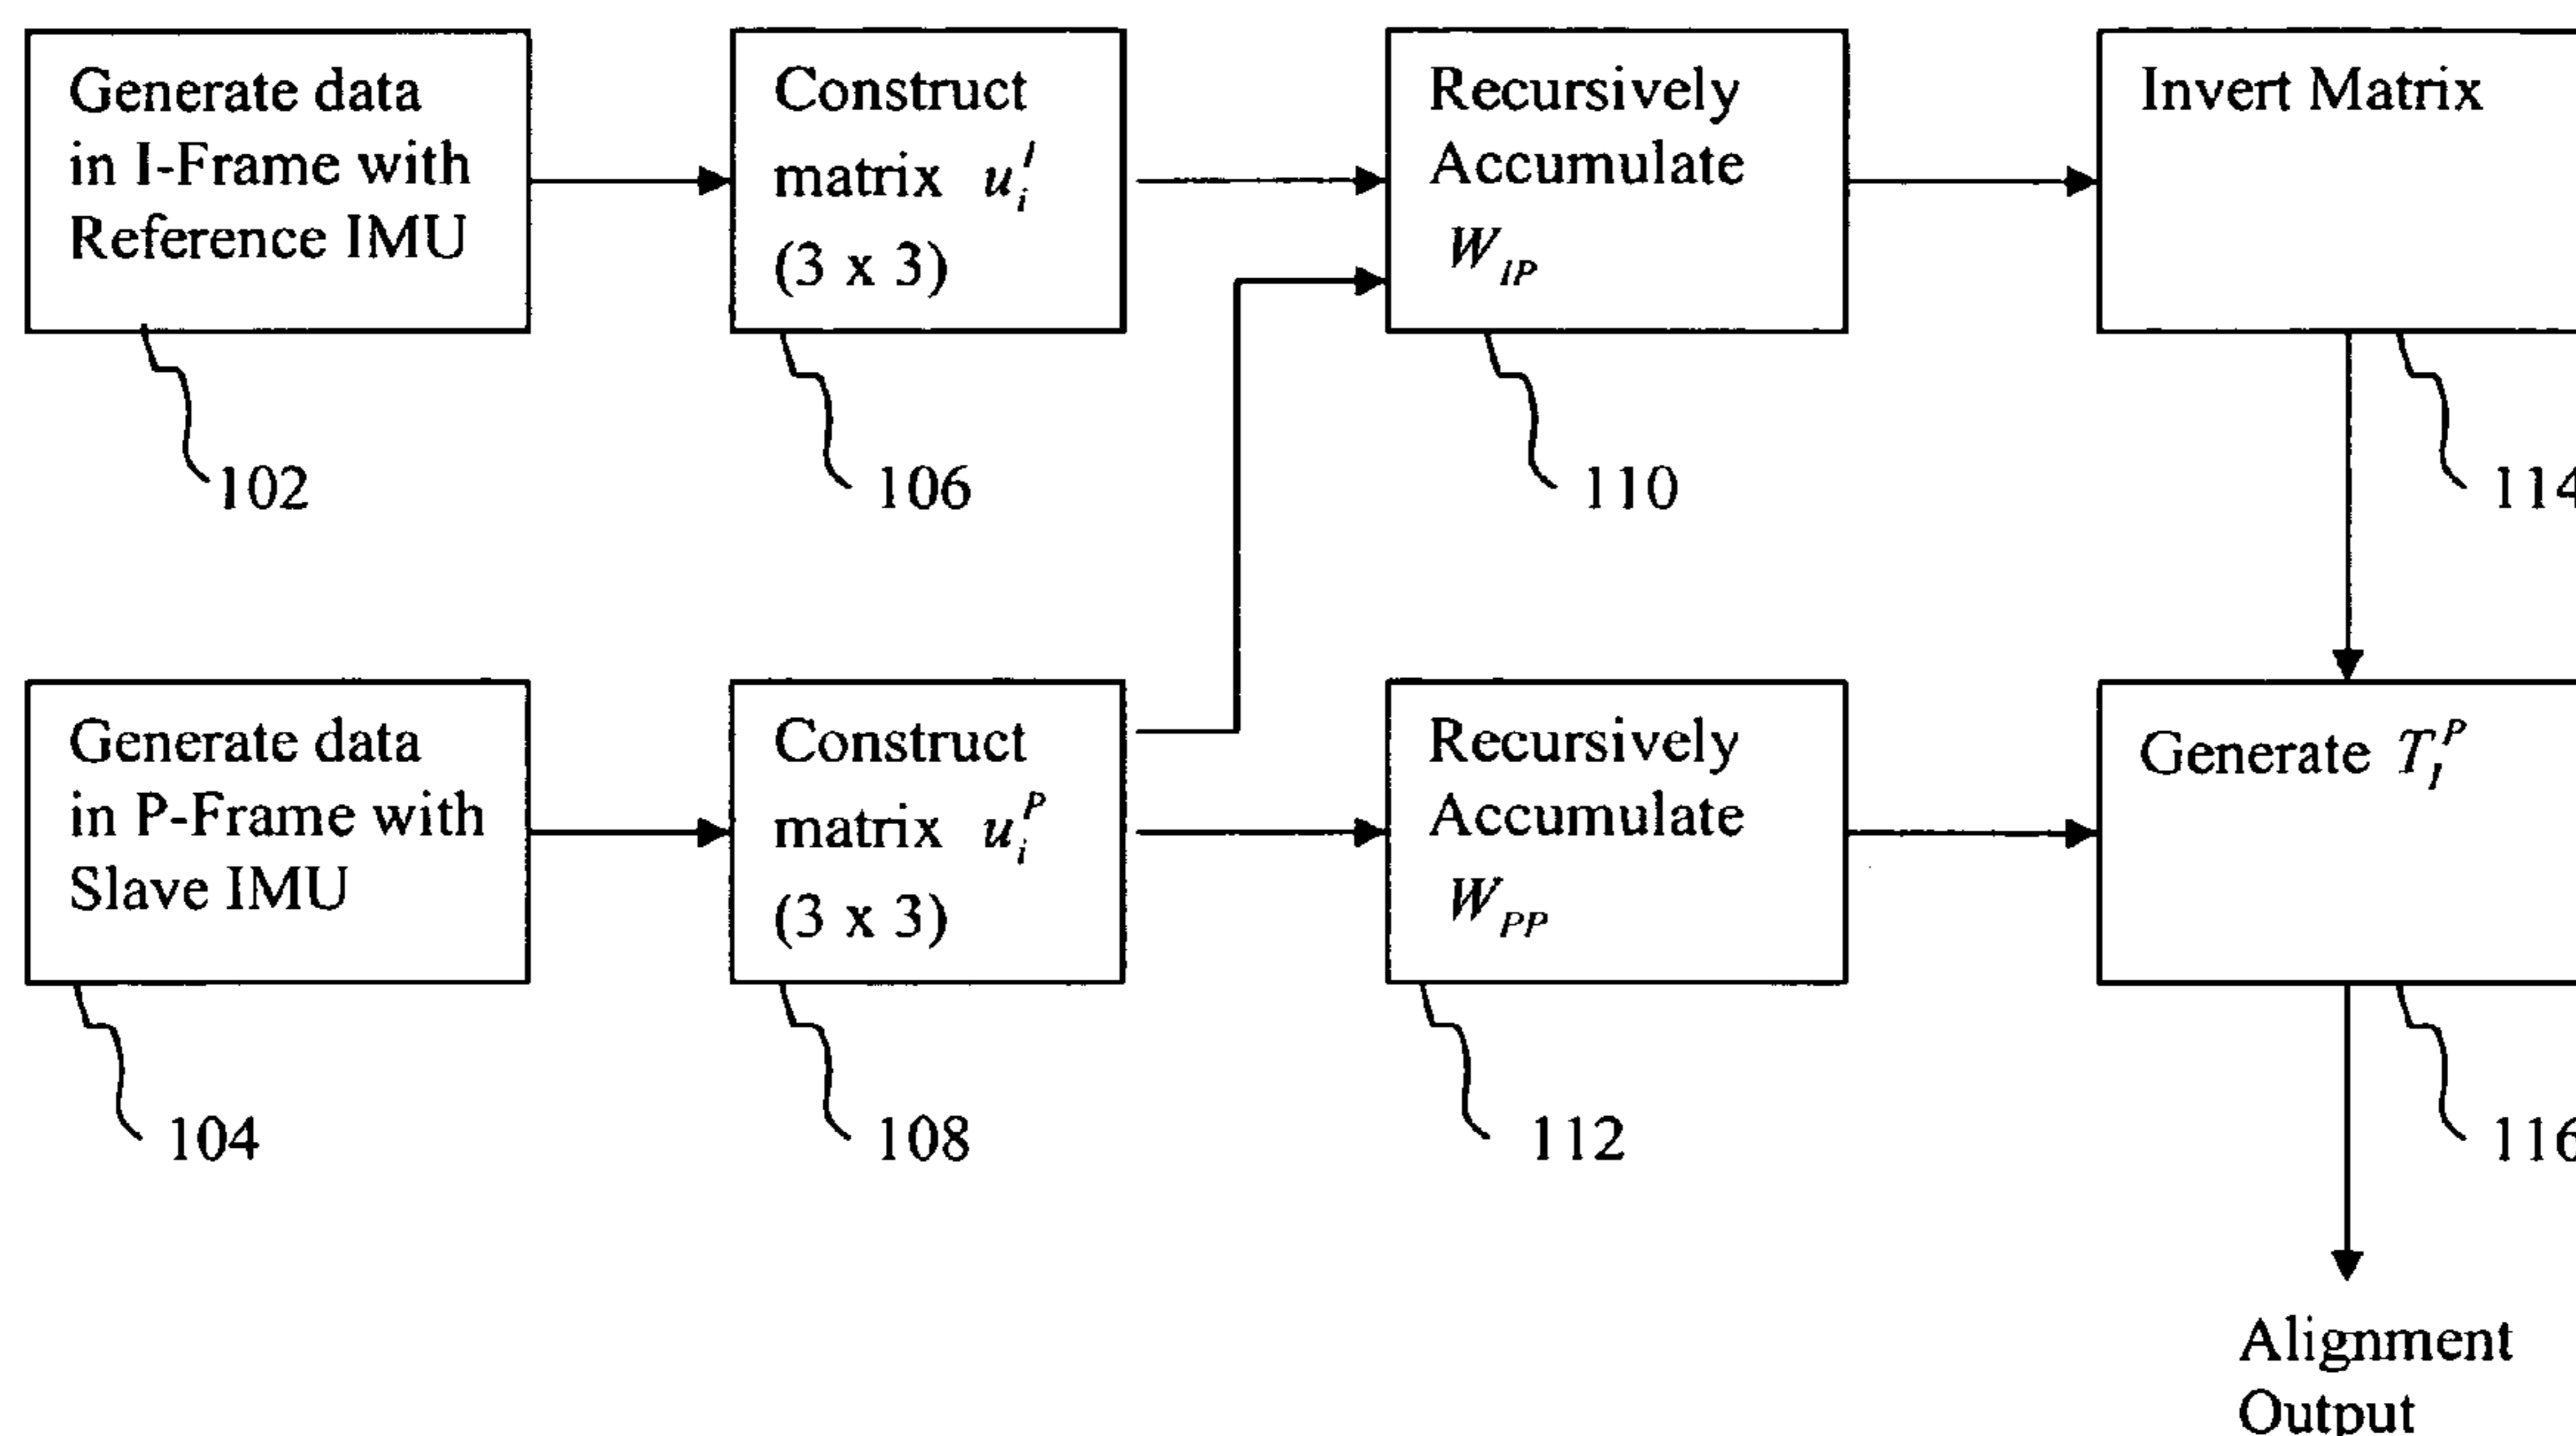 Generate data
in I-Frame with
Reference IMU
102
Construct
matrix u_i^I
(3 x 3)
106
Recursively
Accumulate
W_IP
110
Invert Matrix
114
Generate data
in P-Frame with
Slave IMU
104
Construct
matrix u_i^P
(3 x 3)
108
Recursively
Accumulate
W_PP
112
Generate T_I^P
116
Alignment
Output